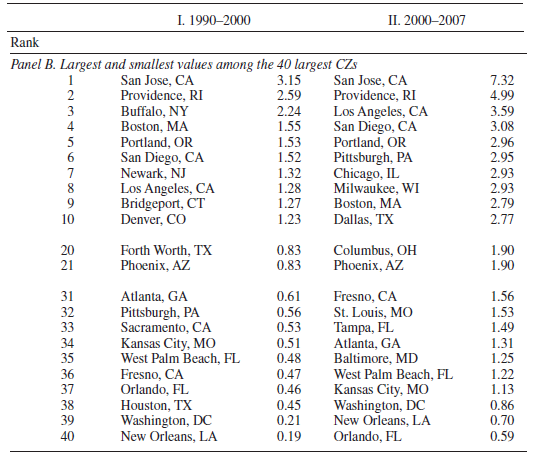 I. 1990–2000 II. 2000–2007
Rank
Panel B. Largest and smallest values among the 40 largest CZs
1 San Jose, CA 3.15 San Jose, CA 7.32
2 Providence, RI 2.59 Providence, RI 4.99
3 Buffalo, NY 2.24 Los Angeles, CA 3.59
4 Boston, MA 1.55 San Diego, CA 3.08
5 Portland, OR 1.53 Portland, OR 2.96
6 San Diego, CA 1.52 Pittsburgh, PA 2.95
7 Newark, NJ 1.32 Chicago, IL 2.93
8 Los Angeles, CA 1.28 Milwaukee, WI 2.93
9 Bridgeport, CT 1.27 Boston, MA 2.79
10 Denver, CO 1.23 Dallas, TX 2.77
20 Forth Worth, TX 0.83 Columbus, OH 1.90
21 Phoenix, AZ 0.83 Phoenix, AZ 1.90
31 Atlanta, GA 0.61 Fresno, CA 1.56
32 Pittsburgh, PA 0.56 St. Louis, MO 1.53
33 Sacramento, CA 0.53 Tampa, FL 1.49
34 Kansas City, MO 0.51 Atlanta, GA 1.31
35 West Palm Beach, FL 0.48 Baltimore, MD 1.25
36 Fresno, CA 0.47 West Palm Beach, FL 1.22
37 Orlando, FL 0.46 Kansas City, MO 1.13
38 Houston, TX 0.45 Washington, DC 0.86
39 Washington, DC 0.21 New Orleans, LA 0.70
40 New Orleans, LA 0.19 Orlando, FL 0.59